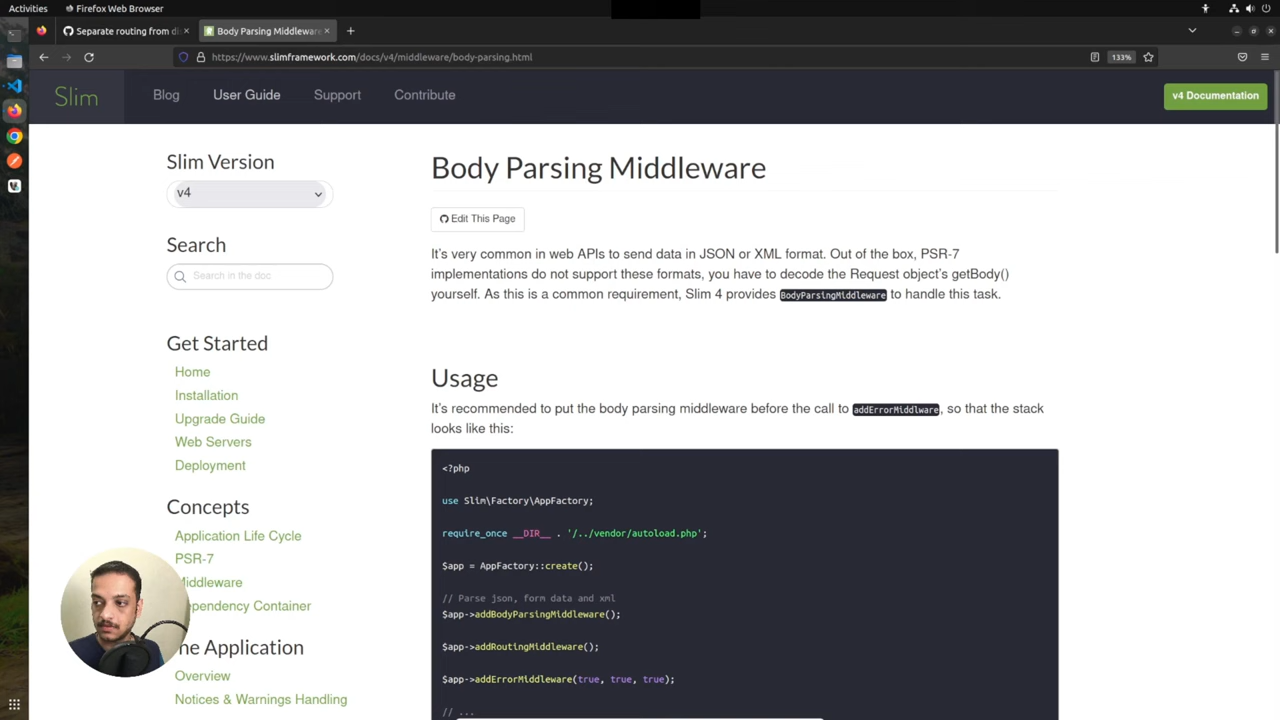 Activities
Firefox Web Browser
Separate routing from di
Body Parsing Middleware
https://www.slimframework.com/docs/v4/middleware/body-parsing.html
133%
Slim
Blog
User Guide
Support
Contribute
v4 Documentation
Slim Version
v4
Search
Search in the doc
Get Started
Home
Installation
Upgrade Guide
Web Servers
Deployment
Concepts
Application Life Cycle
PSR-7
Middleware
ependency Container
he Application
Overview
Notices & Warnings Handling
Body Parsing Middleware
Edit This Page
It's very common in web APIs to send data in JSON or XML format. Out of the box, PSR-7
implementations do not support these formats, you have to decode the Request object's getBody()
yourself. As this is a common requirement, Slim 4 provides BodyParsingMiddleware to handle this task.
Usage
It's recommended to put the body parsing middleware before the call to addErrorMiddlware, so that the stack
looks like this:
<?php
use Slim\Factory\AppFactory;
require_once __DIR__ . '/../vendor/autoload.php';
$app = AppFactory::create();
// Parse json, form data and xml
$app->addBodyParsingMiddleware();
$app->addRoutingMiddleware();
$app->addErrorMiddleware(true, true, true);
// ...